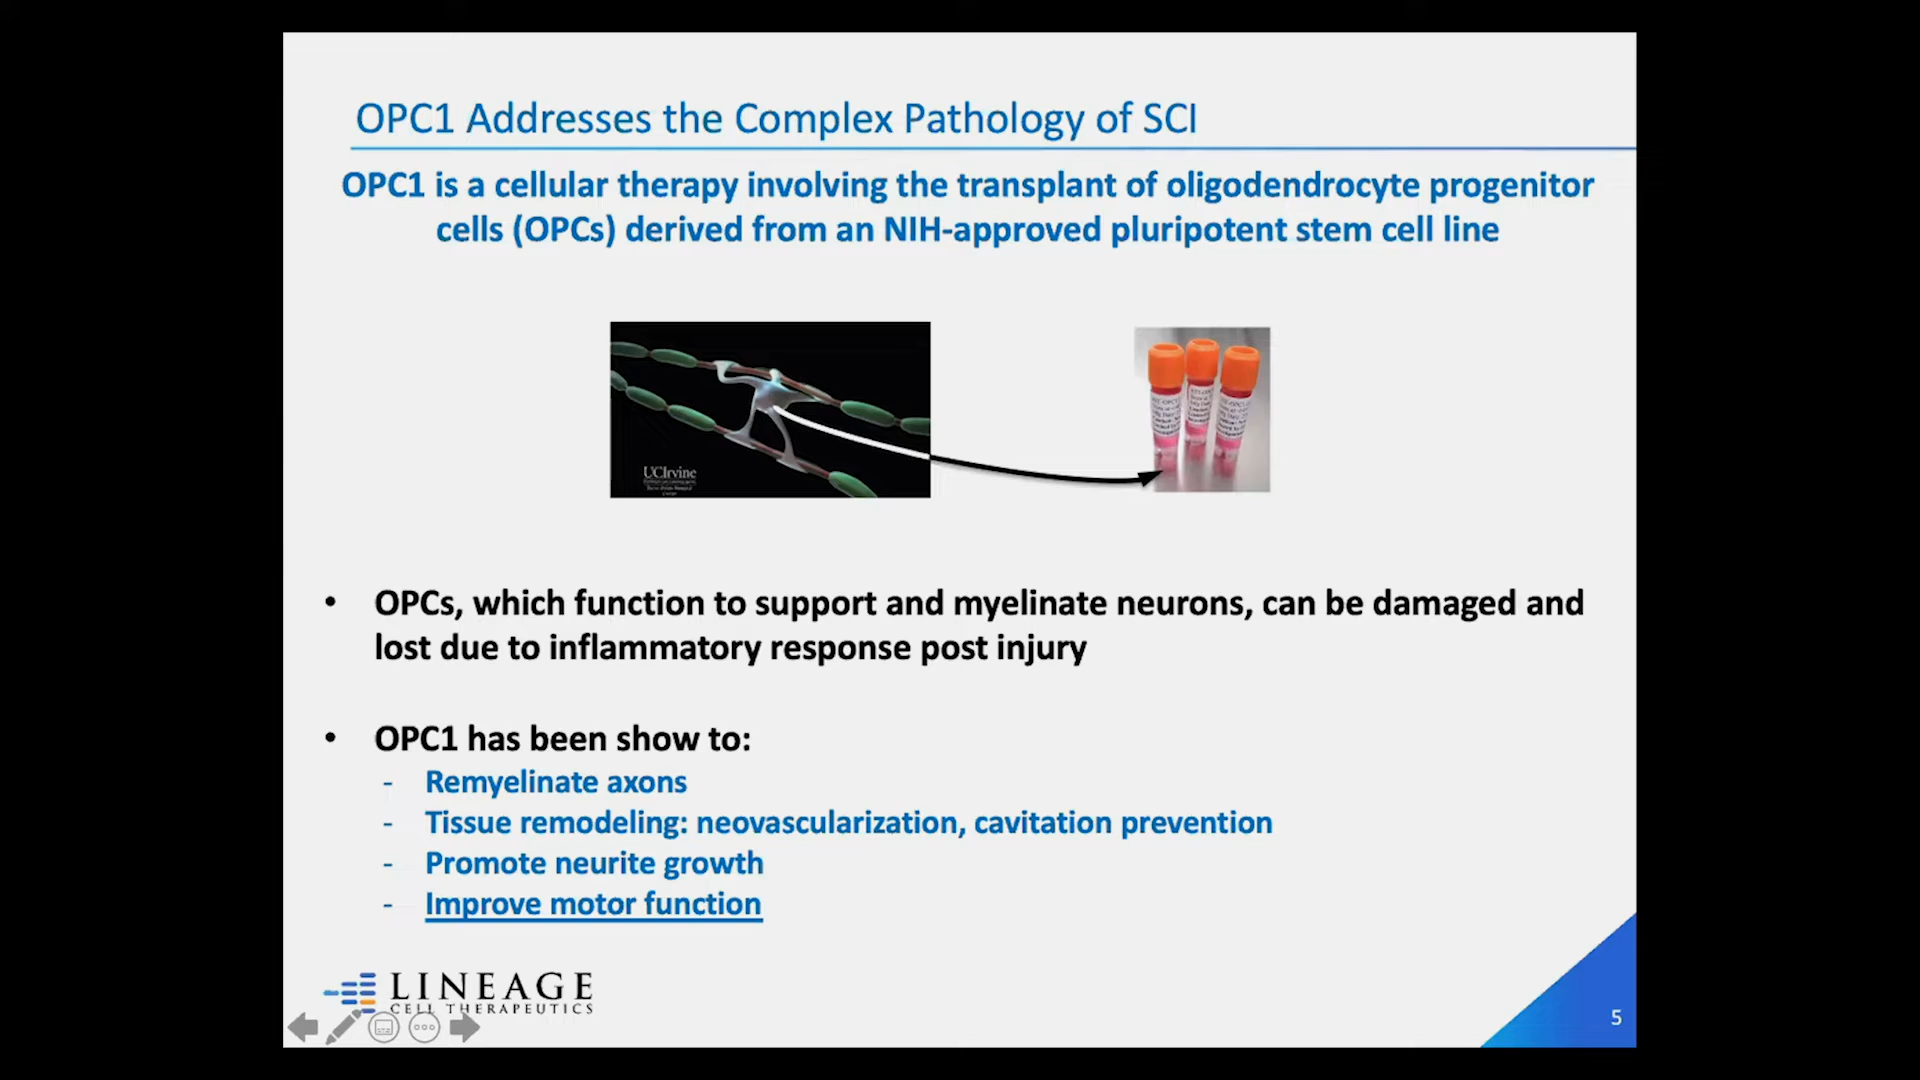 OPC1 Addresses the Complex Pathology of SCI
OPC1 is a cellular therapy involving the transplant of oligodendrocyte progenitor
cells (OPCs) derived from an NIH-approved pluripotent stem cell line
UCIrvine
• OPCs, which function to support and myelinate neurons, can be damaged and
lost due to inflammatory response post injury
• OPC1 has been show to:
- Remyelinate axons
- Tissue remodeling: neovascularization, cavitation prevention
- Promote neurite growth
- Improve motor function
LINEAGE
CELL THERAPEUTICS
5